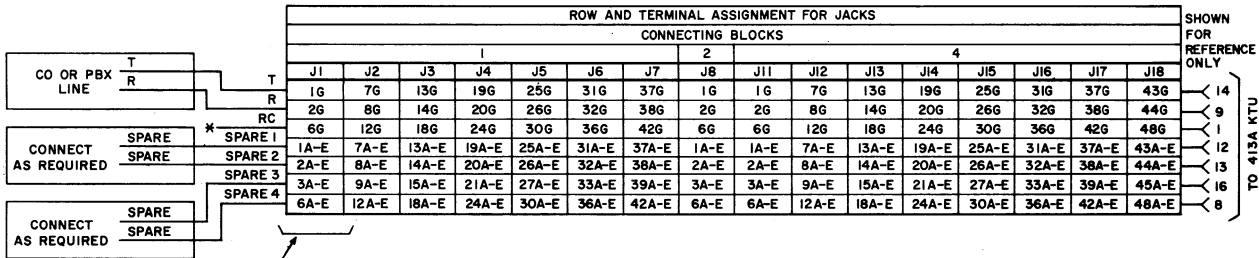 ROW AND TERMINAL ASSIGNMENT FOR JACKS
CONNECTING BLOCKS
1 2 4
J1 J2 J3 J4 J5 J6 J7 J8 J11 J12 J13 J14 J15 J16 J17 J18
SHOWN
FOR
REFERENCE
ONLY
CO OR PBX
LINE
T
R
T 1G 7G 13G 19G 25G 31G 37G 1G 1G 7G 13G 19G 25G 31G 37G 43G 14
R 2G 8G 14G 20G 26G 32G 38G 2G 2G 8G 14G 20G 26G 32G 38G 44G 9
* RC 6G 12G 18G 24G 30G 36G 42G 6G 6G 12G 18G 24G 30G 36G 42G 48G 1
SPARE 1 1A-E 7A-E 13A-E 19A-E 25A-E 31A-E 37A-E 1A-E 1A-E 7A-E 13A-E 19A-E 25A-E 31A-E 37A-E 43A-E 12
SPARE 2 2A-E 8A-E 14A-E 20A-E 26A-E 32A-E 38A-E 2A-E 2A-E 8A-E 14A-E 20A-E 26A-E 32A-E 38A-E 44A-E 13
SPARE 3 3A-E 9A-E 15A-E 21A-E 27A-E 33A-E 39A-E 3A-E 3A-E 9A-E 15A-E 21A-E 27A-E 33A-E 39A-E 45A-E 16
SPARE 4 6A-E 12A-E 18A-E 24A-E 30A-E 36A-E 42A-E 6A-E 6A-E 12A-E 18A-E 24A-E 30A-E 36A-E 42A-E 48A-E 8
TO 413A KTU
CONNECT
AS REQUIRED
SPARE
SPARE
CONNECT
AS REQUIRED
SPARE
SPARE